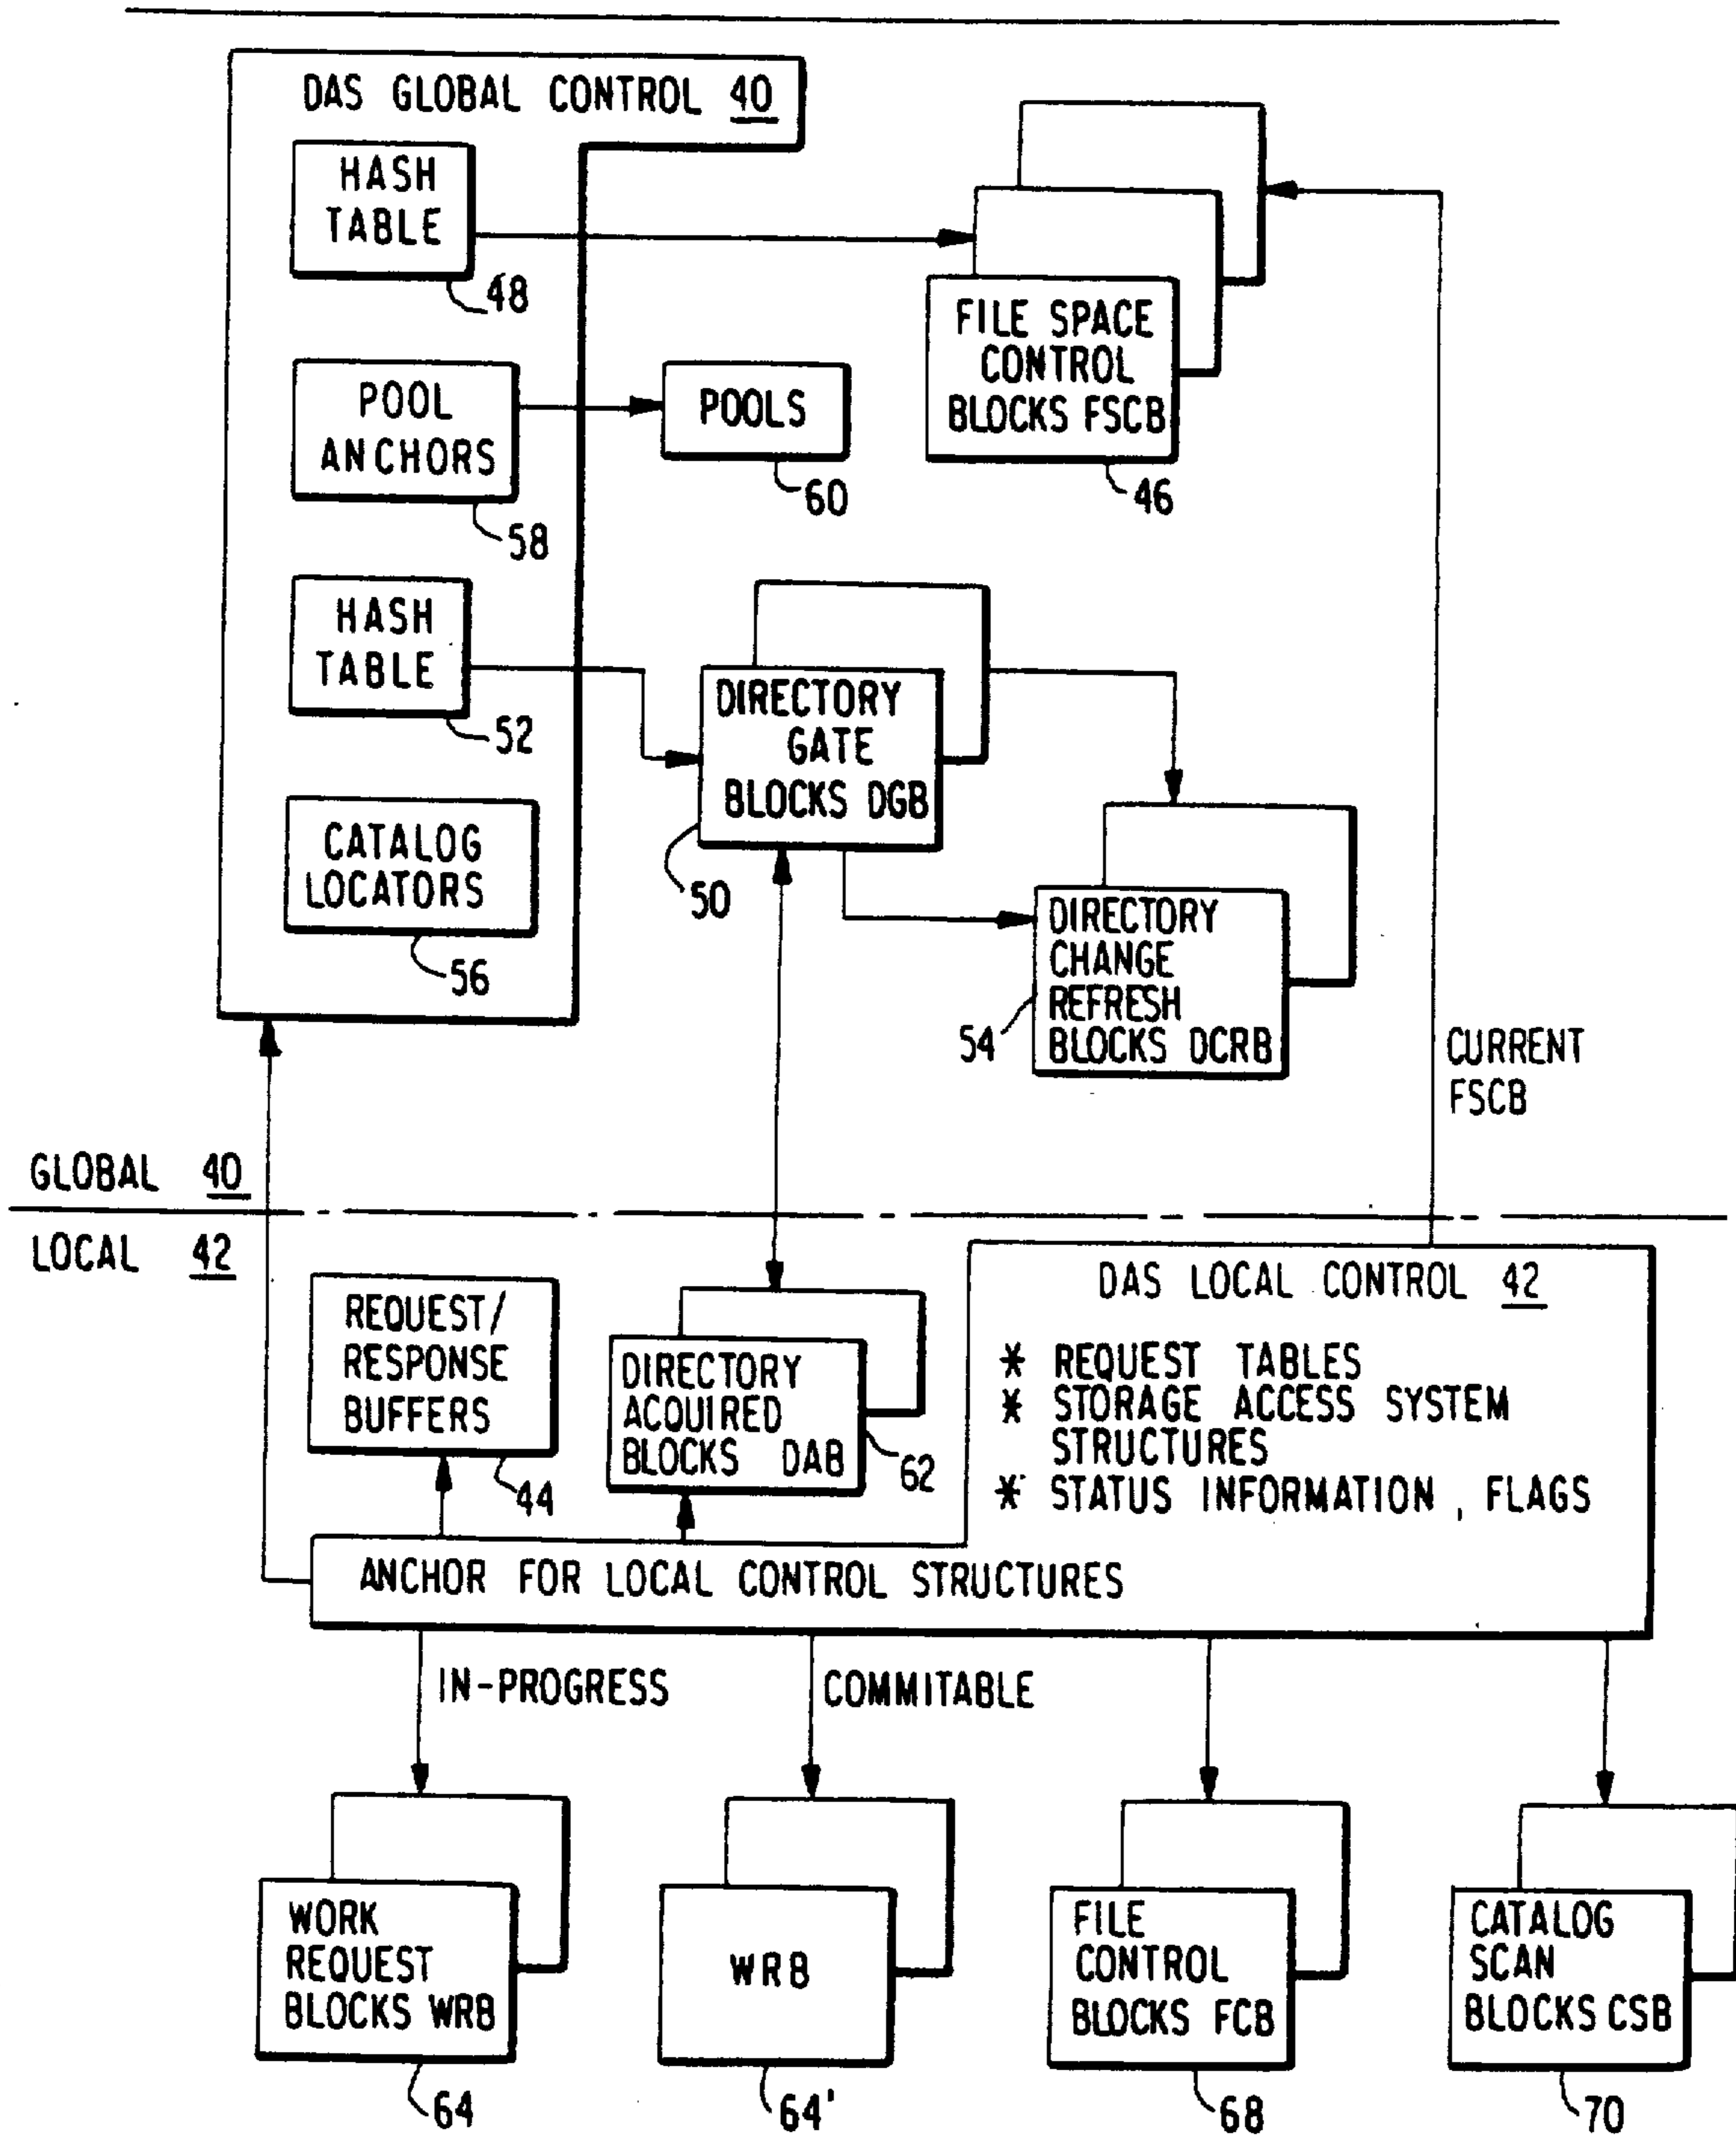 DAS GLOBAL CONTROL 40
HASH
TABLE
48
FILE SPACE
CONTROL
BLOCKS FSCB
46
POOL
ANCHORS
58
POOLS
60
HASH
TABLE
52
DIRECTORY
GATE
BLOCKS DGB
50
CATALOG
LOCATORS
56
DIRECTORY
CHANGE
REFRESH
BLOCKS DCRB
54
CURRENT
FSCB
GLOBAL 40
LOCAL 42
REQUEST/
RESPONSE
BUFFERS
44
DIRECTORY
ACQUIRED
BLOCKS DAB
62
DAS LOCAL CONTROL 42
* REQUEST TABLES
* STORAGE ACCESS SYSTEM
STRUCTURES
* STATUS INFORMATION, FLAGS
ANCHOR FOR LOCAL CONTROL STRUCTURES
IN-PROGRESS
COMMITABLE
WORK
REQUEST
BLOCKS WRB
64
WRB
64'
FILE
CONTROL
BLOCKS FCB
68
CATALOG
SCAN
BLOCKS CSB
70